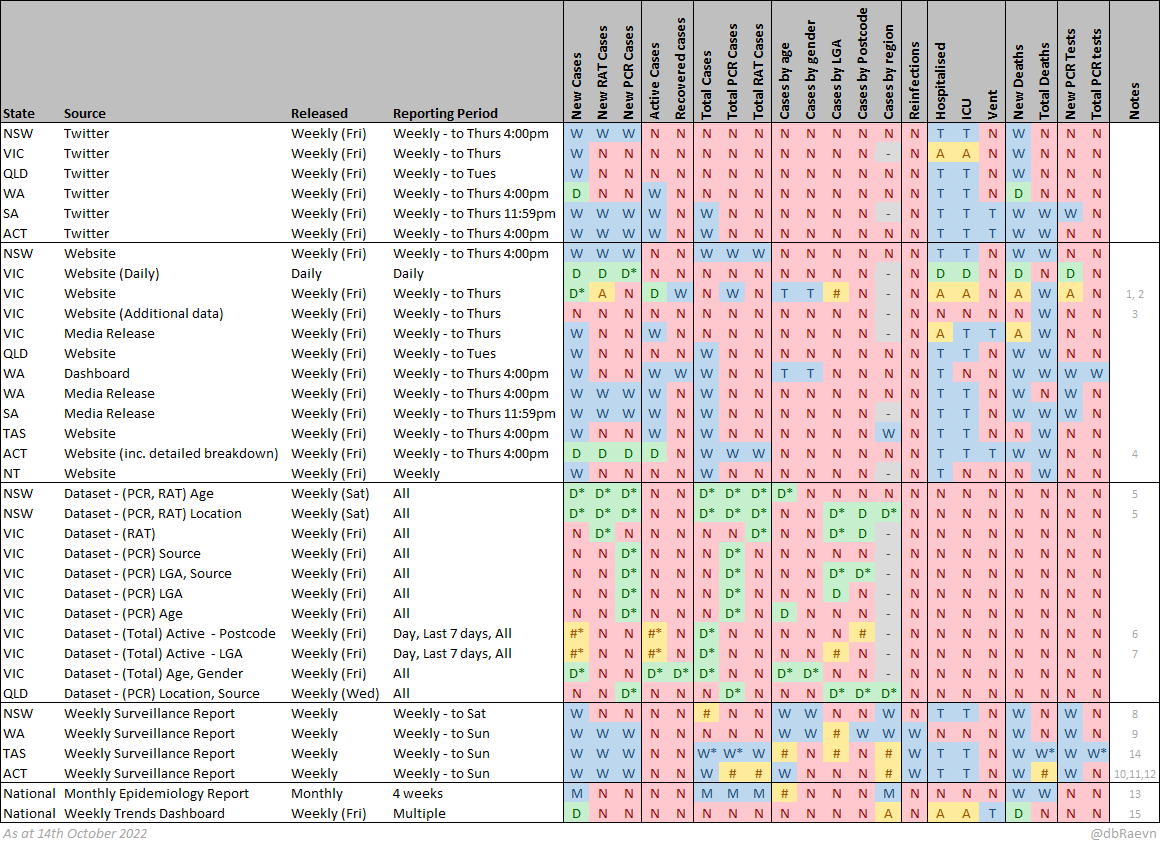 State Source Released Reporting Period New Cases New RAT Cases New PCR Cases Active Cases Recovered cases Total Cases Total PCR Cases Total RAT Cases Cases by age Cases by gender Cases by LGA Cases by Postcode Cases by region Reinfections Hospitalised ICU Vent New Deaths Total Deaths New PCR Tests Total PCR tests Notes
NSW Twitter Weekly (Fri) Weekly - to Thurs 4:00pm W W W N N N N N N N N N N N T T N W N N N
VIC Twitter Weekly (Fri) Weekly - to Thurs W N N N N N N N N N N N - N A A N W N N N
QLD Twitter Weekly (Fri) Weekly - to Tues W N N N N N N N N N N N N N T T N W N N N
WA Twitter Weekly (Fri) Weekly - to Thurs 4:00pm D N N W N N N N N N N N N N T T N D N N N
SA Twitter Weekly (Fri) Weekly - to Thurs 11:59pm W W W W N W N N N N N N - N T T T W W W N
ACT Twitter Weekly (Fri) Weekly - to Thurs 4:00pm W W W W N W N N N N N N N N T T T W W N N
NSW Website Weekly (Fri) Weekly - to Thurs 4:00pm W W W N N W W W N N N N N N T T N W W N N
VIC Website (Daily) Daily Daily D D D* N N N N N N N N N - N D D N D N D N
VIC Website Weekly (Fri) Weekly - to Thurs D* A N D W N W N T T # N - N A A N A W A N 1, 2
VIC Website (Additional data) Weekly (Fri) Weekly - to Thurs N N N N N N N N N N N N - N N N N N W N N 3
VIC Media Release Weekly (Fri) Weekly - to Thurs W N N W N N N N N N N N - N A T T A W N N
QLD Website Weekly (Fri) Weekly - to Tues W N N N N W N N N N N N N N T T N W W N N
WA Dashboard Weekly (Fri) Weekly - to Thurs 4:00pm W N N W W W N N T T N N N N T N N W W W W
WA Media Release Weekly (Fri) Weekly - to Thurs 4:00pm W W W W N W N N N N N N N N T T N W N W N
SA Media Release Weekly (Fri) Weekly - to Thurs 11:59pm W W W W N W N N N N N N - N T T N W W W N
TAS Website Weekly (Fri) Weekly - to Thurs 4:00pm W N N W N W N N N N N N W N T T N N W N N
ACT Website (inc. detailed breakdown) Weekly (Fri) Weekly - to Thurs 4:00pm D D D D N W W W N N N N N N T T T W W N N 4
NT Website Weekly (Fri) Weekly W N N N N W N N N N N N - N T N N N W N N
NSW Dataset - (PCR, RAT) Age Weekly (Sat) All D* D* D* N N D* D* D* D* N N N N N N N N N N N N 5
NSW Dataset - (PCR, RAT) Location Weekly (Sat) All D* D* D* N N D* D* D* N N D* D D* N N N N N N N N 5
VIC Dataset - (RAT) Weekly (Fri) All N D* N N N N N D* N N D* D - N N N N N N N N
VIC Dataset - (PCR) Source Weekly (Fri) All N N D* N N N D* N N N N N - N N N N N N N N
VIC Dataset - (PCR) LGA, Source Weekly (Fri) All N N D* N N N D* N N N D* D* - N N N N N N N N
VIC Dataset - (PCR) LGA Weekly (Fri) All N N D* N N N D* N N N D N - N N N N N N N N
VIC Dataset - (PCR) Age Weekly (Fri) All N N D* N N N D* N D N N N - N N N N N N N N
VIC Dataset - (Total) Active - Postcode Weekly (Fri) Day, Last 7 days, All #* N N #* N D* N N N N N # - N N N N N N N N 6
VIC Dataset - (Total) Active - LGA Weekly (Fri) Day, Last 7 days, All #* N N #* N D* N N N N # N - N N N N N N N N 7
VIC Dataset - (Total) Age, Gender Weekly (Fri) All D* N N D* D* D* N N D* D* N N - N N N N N N N N
QLD Dataset - (PCR) Location, Source Weekly (Wed) All N N D* N N N D* N N N D* D* D* N N N N N N N N
NSW Weekly Surveillance Report Weekly Weekly - to Sat W N N N N # N N W W N N W N T T N W N W N 8
WA Weekly Surveillance Report Weekly Weekly - to Sun W W W N N N N N W W # W W W N N N W N W N 9
TAS Weekly Surveillance Report Weekly Weekly - to Sun W W W N N W* W* W # N # N # W T T N W W* W W* 14
ACT Weekly Surveillance Report Weekly Weekly - to Sun W W W N N W # # W N N N # W T T N W # W N 10,11,12
National Monthly Epidemiology Report Monthly 4 weeks M N N N N M M M # N N N M N N N N W W N N 13
National Weekly Trends Dashboard Weekly (Fri) Multiple D N N N N N N N N N N N A N A A T D N N N 15
As at 14th October 2022 @dbRaevn